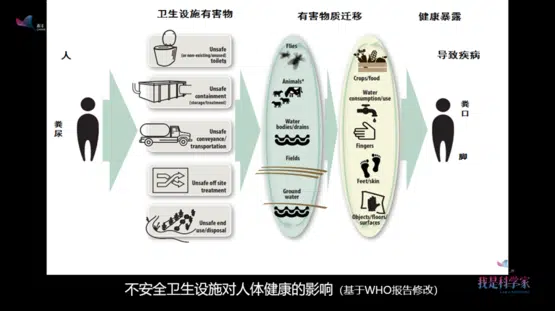 卫生设施有害物
有害物质迁移
健康暴露
人
导致疾病
粪尿
粪口
脚
Unsafe
(or non-existing/unused)
toilets
Unsafe
containment
(storage/treatment)
Unsafe
conveyance/
transportation
Unsafe off site
treatment
Unsafe end
use/disposal
Flies
Animals*
Water
bodies/drains
Fields
Ground
water
Crops/food
Water
consumption/use
Fingers
Feet/skin
Objects/floors/
surfaces
不安全卫生设施对人体健康的影响(基于WHO报告修改)
我是科学家